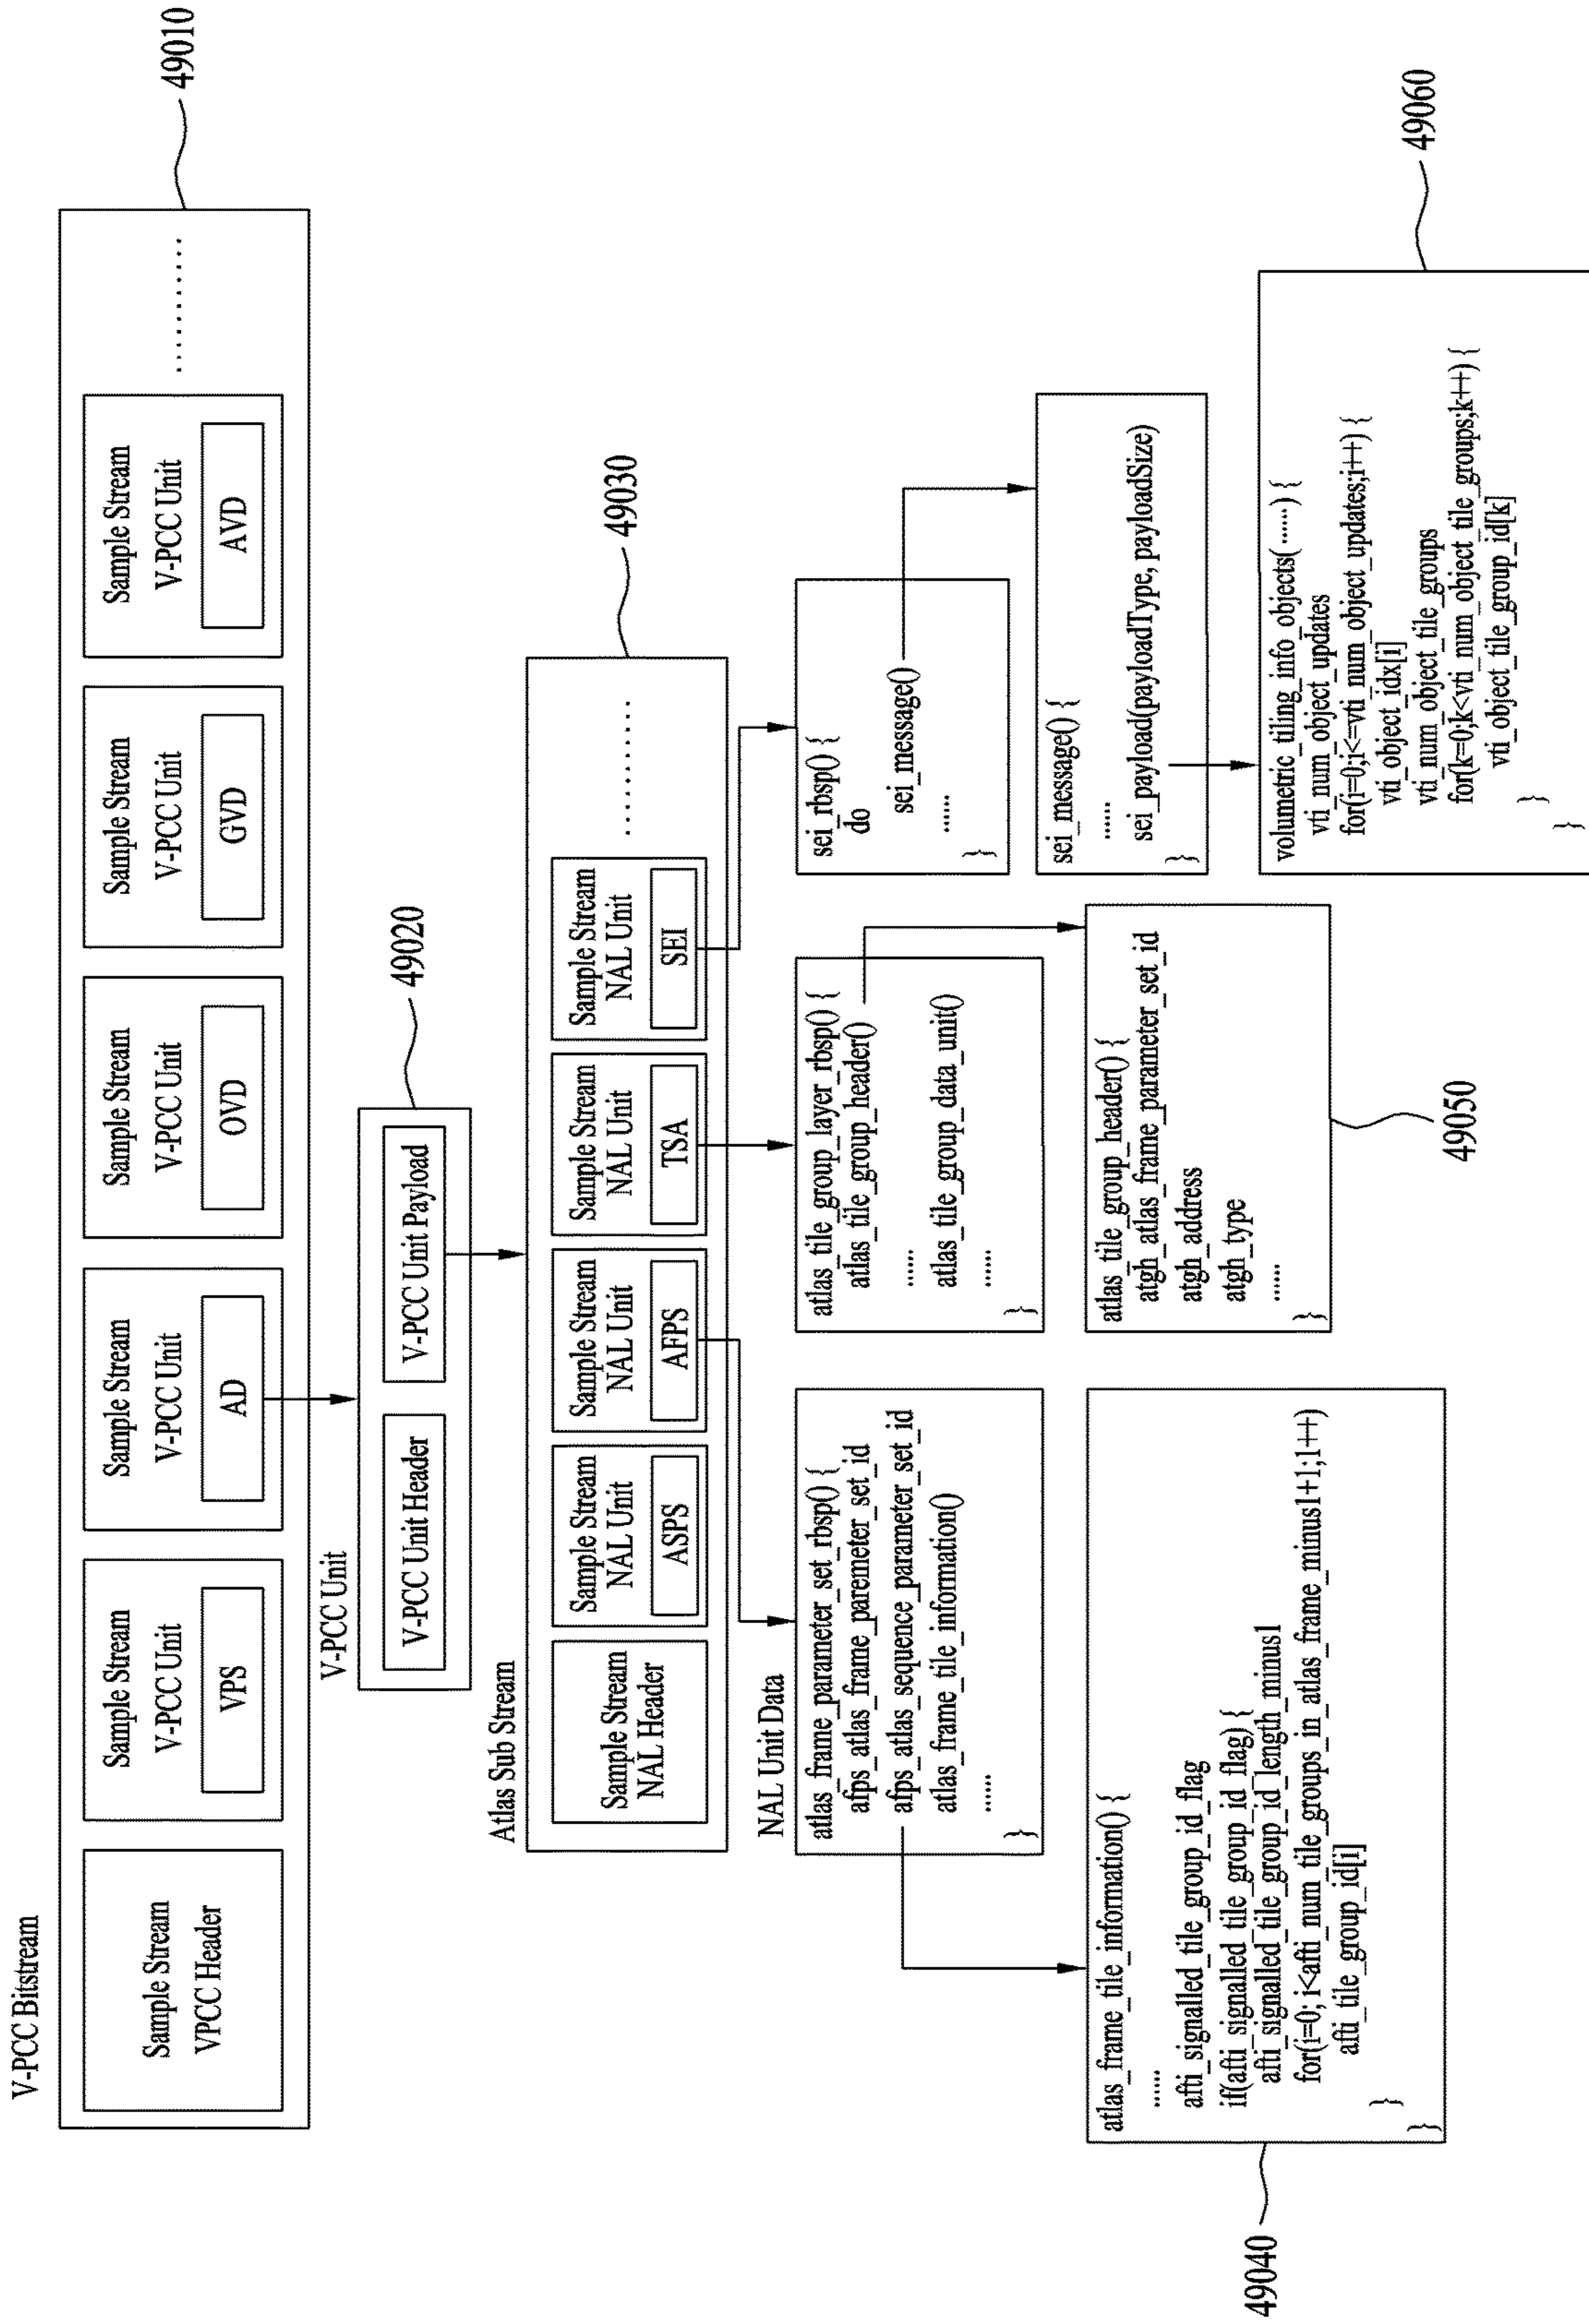 V-PCC Bitstream
49010
Sample Stream
VPCC Header
Sample Stream
V-PCC Unit
VPS
Sample Stream
V-PCC Unit
AD
Sample Stream
V-PCC Unit
OVD
Sample Stream
V-PCC Unit
GVD
Sample Stream
V-PCC Unit
AVD
..........
V-PCC Unit
49020
V-PCC Unit Header
V-PCC Unit Payload
Atlas Sub Stream
49030
Sample Stream
NAL Header
Sample Stream
NAL Unit
ASPS
Sample Stream
NAL Unit
AFPS
Sample Stream
NAL Unit
TSA
Sample Stream
NAL Unit
SEI
..........
NAL Unit Data
atlas_frame_parameter_set_rbsp() {
afps_atlas_frame_paremeter_set_id
afps_atlas_sequence_parameter_set_id
atlas_frame_tile_information()
......
}
atlas_tile_group_layer_rbsp() {
atlas_tile_group_header()
......
atlas_tile_group_data_unit()
......
}
sei_rbsp() {
do
sei_message()
......
}
49040
atlas_frame_tile_information() {
......
afti_signalled_tile_group_id_flag
if(afti_signalled_tile_group_id_flag) {
afti_signalled_tile_group_id_length_minus1
for(i=0; i<afti_num_tile_groups_in_atlas_frame_minus1+1;1++)
afti_tile_group_id[i]
}
}
atlas_tile_group_header() {
atgh_atlas_frame_parameter_set_id
atgh_address
atgh_type
......
}
49050
sei_message() {
......
sei_payload(payloadType, payloadSize)
}
volumetric_tiling_info_objects( ...... ) {
vti_num_object_updates
for(i=0;i<=vti_num_object_updates;i++) {
vti_object_idx[i]
vti_num_object_tile_groups
for(k=0;k<vti_num_object_tile_groups;k++) {
vti_object_tile_group_id[k]
}
}
49060